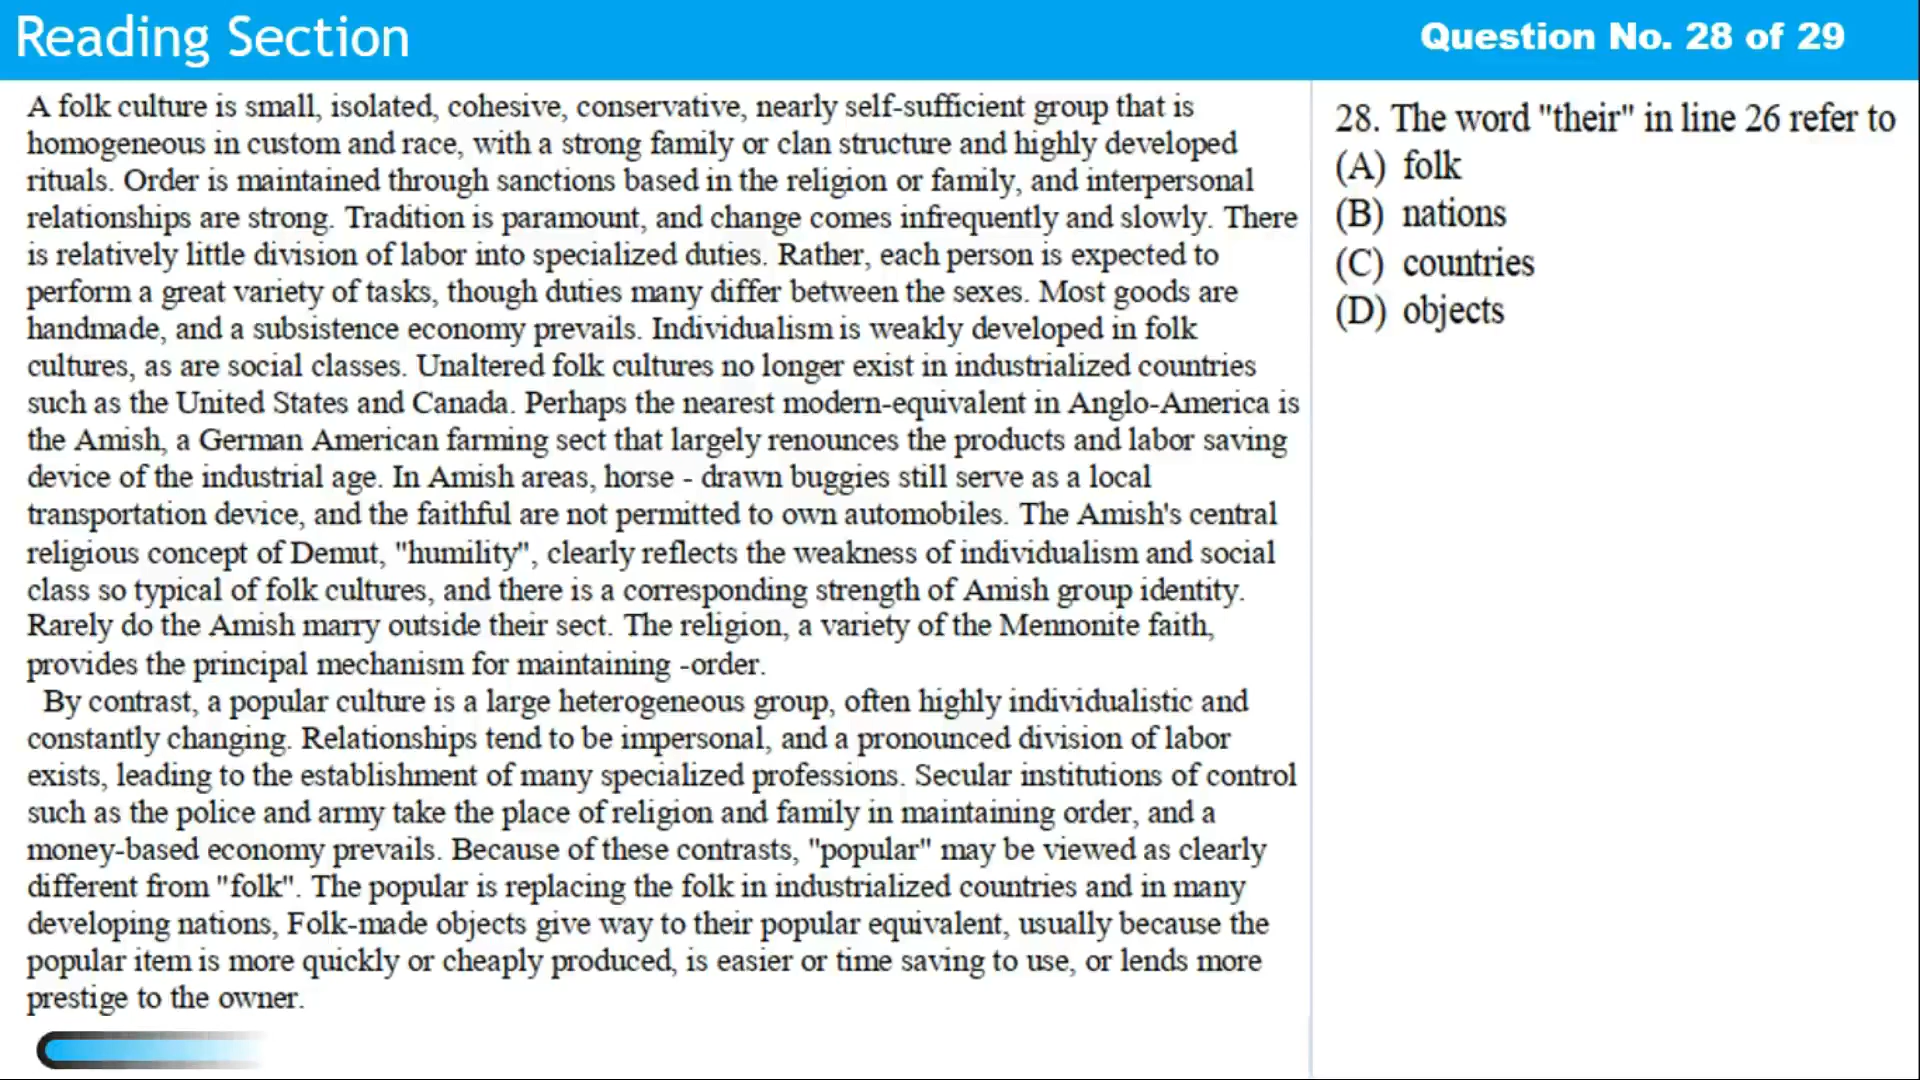 Reading Section
Question No. 28 of 29
A folk culture is small, isolated, cohesive, conservative, nearly self-sufficient group that is
homogeneous in custom and race, with a strong family or clan structure and highly developed
rituals. Order is maintained through sanctions based in the religion or family, and interpersonal
relationships are strong. Tradition is paramount, and change comes infrequently and slowly. There
is relatively little division of labor into specialized duties. Rather, each person is expected to
perform a great variety of tasks, though duties many differ between the sexes. Most goods are
handmade, and a subsistence economy prevails. Individualism is weakly developed in folk
cultures, as are social classes. Unaltered folk cultures no longer exist in industrialized countries
such as the United States and Canada. Perhaps the nearest modern-equivalent in Anglo-America is
the Amish, a German American farming sect that largely renounces the products and labor saving
device of the industrial age. In Amish areas, horse - drawn buggies still serve as a local
transportation device, and the faithful are not permitted to own automobiles. The Amish's central
religious concept of Demut, "humility", clearly reflects the weakness of individualism and social
class so typical of folk cultures, and there is a corresponding strength of Amish group identity.
Rarely do the Amish marry outside their sect. The religion, a variety of the Mennonite faith,
provides the principal mechanism for maintaining -order.
By contrast, a popular culture is a large heterogeneous group, often highly individualistic and
constantly changing. Relationships tend to be impersonal, and a pronounced division of labor
exists, leading to the establishment of many specialized professions. Secular institutions of control
such as the police and army take the place of religion and family in maintaining order, and a
money-based economy prevails. Because of these contrasts, "popular" may be viewed as clearly
different from "folk". The popular is replacing the folk in industrialized countries and in many
developing nations, Folk-made objects give way to their popular equivalent, usually because the
popular item is more quickly or cheaply produced, is easier or time saving to use, or lends more
prestige to the owner.
28. The word "their" in line 26 refer to
(A) folk
(B) nations
(C) countries
(D) objects